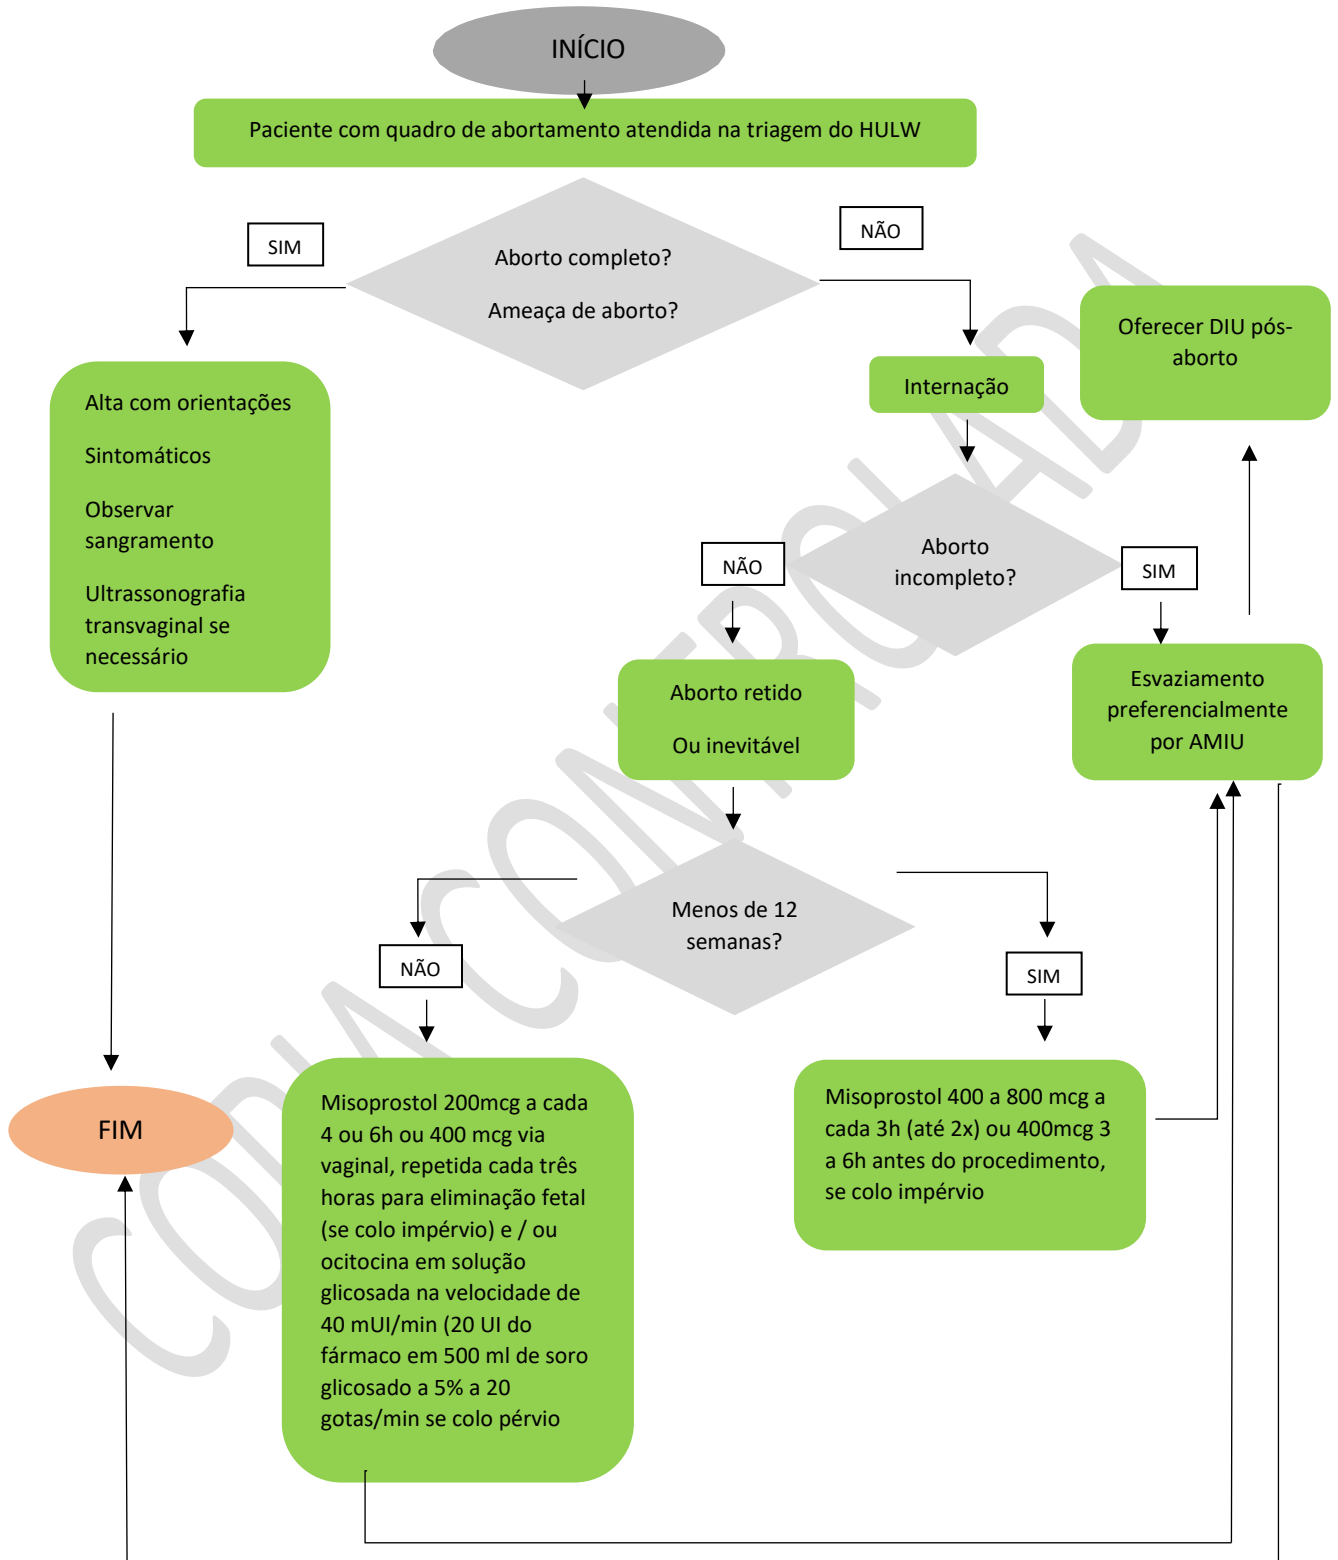 INÍCIO
Paciente com quadro de abortamento atendida na triagem do HULW
SIM
NÃO
Aborto completo?
Ameaça de aborto?
Oferecer DIU pós-
aborto
Internação
Alta com orientações
Sintomáticos
Observar
sangramento
Ultrassonografia
transvaginal se
necessário
Aborto
incompleto?
NÃO
SIM
Aborto retido
Ou inevitável
Esvaziamento
preferencialmente
por AMIU
Menos de 12
semanas?
NÃO
SIM
FIM
Misoprostol 200mcg a cada
4 ou 6h ou 400 mcg via
vaginal, repetida cada três
horas para eliminação fetal
(se colo impérvio) e / ou
ocitocina em solução
glicosada na velocidade de
40 mUI/min (20 UI do
fármaco em 500 ml de soro
glicosado a 5% a 20
gotas/min se colo pérvio
Misoprostol 400 a 800 mcg a
cada 3h (até 2x) ou 400mcg 3
a 6h antes do procedimento,
se colo impérvio
COPIA CONTROLADA